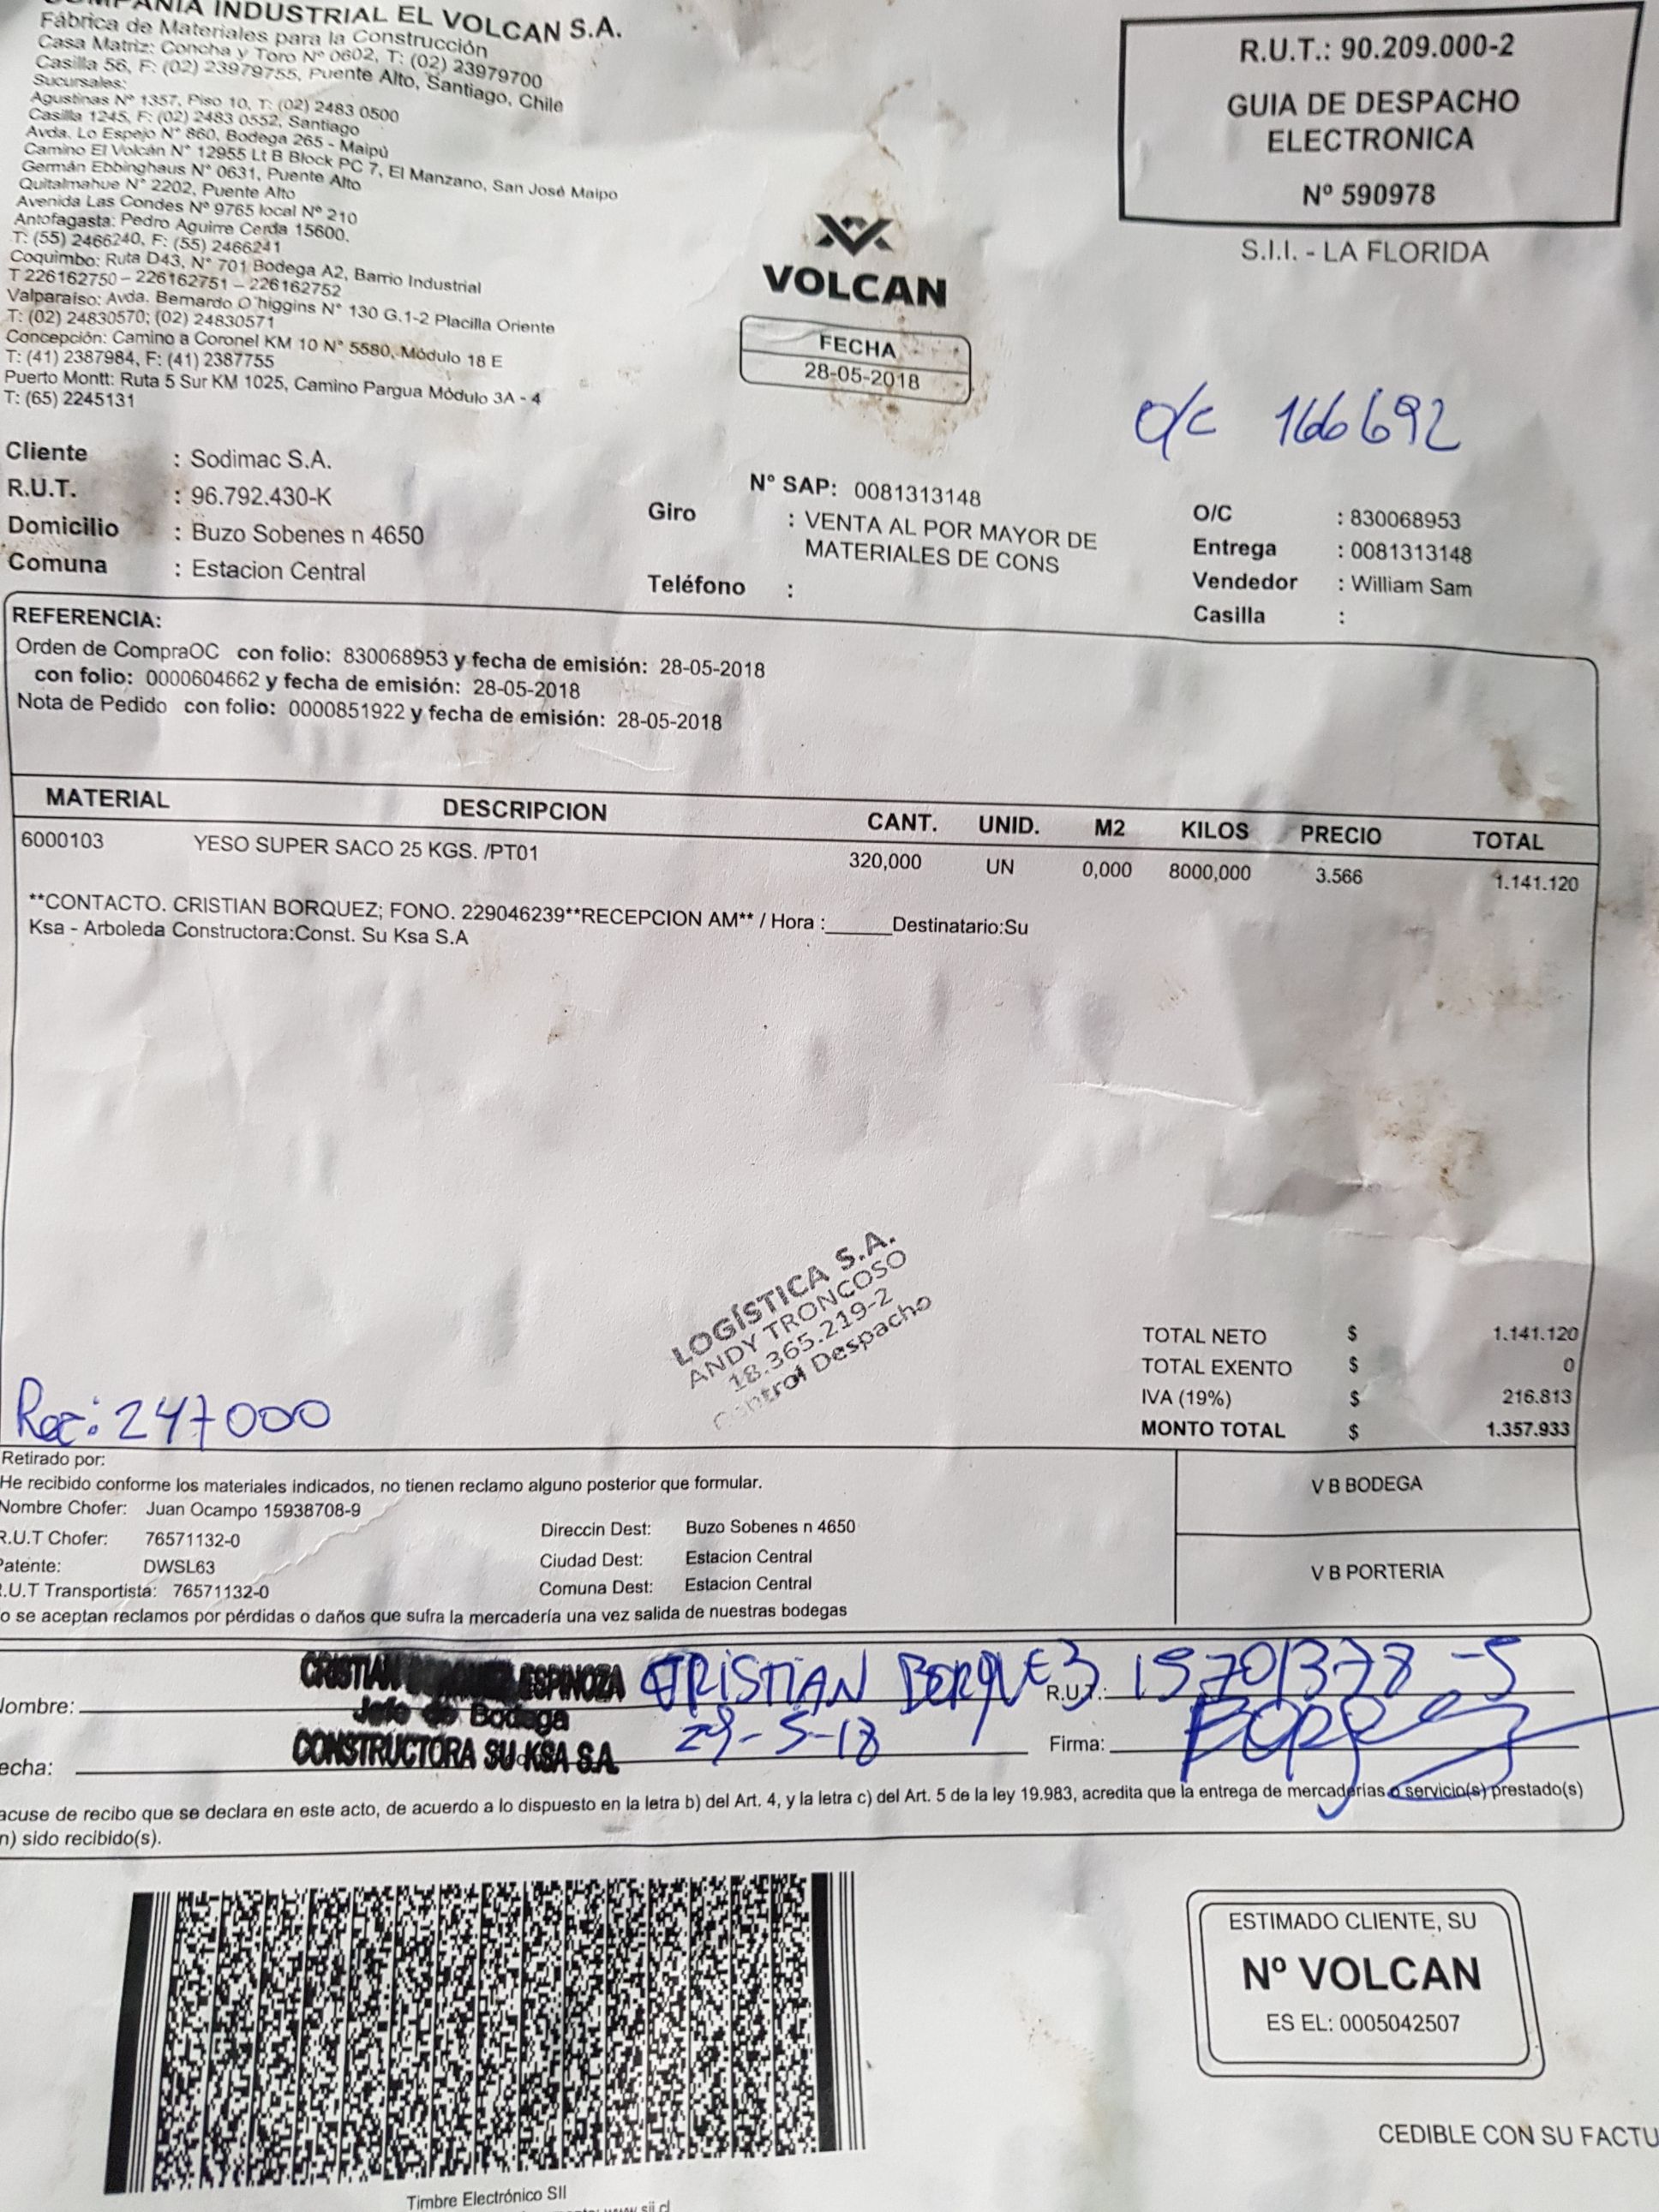 INDUSTRIAL EL VOLCAN S.A.
Fábrica de Materiales para la Construcción
Casa Matriz: Concha y Toro Nº 0602, T: (02) 23979700
Casilla 56, F: (02) 23979755, Puente Alto, Santiago, Chile
Sucursales:
Agustinas Nº 1357, Piso 10, T: (02) 2483 0500
Casilla 1245, F: (02) 2483 0552, Santiago
Avda. Lo Espejo N° 860, Bodega 265 - Maipú
Camino El Volcán N° 12955 Lt B Block PC 7, El Manzano, San José Maipo
Germán Ebbinghaus N° 0631, Puente Alto
Quitalmahue N° 2202, Puente Alto
Avenida Las Condes Nº 9765 local Nº 210
Antofagasta: Pedro Aguirre Cerda 15600.
T: (55) 2466240, F: (55) 2466241
Coquimbo: Ruta D43, N° 701 Bodega A2, Barrio Industrial
T 226162750 – 226162751 – 226162752
Valparaíso: Avda. Bernardo O´higgins N° 130 G.1-2 Placilla Oriente
T: (02) 24830570; (02) 24830571
Concepción: Camino a Coronel KM 10 N° 5580, Módulo 18 E
T: (41) 2387984, F: (41) 2387755
Puerto Montt: Ruta 5 Sur KM 1025, Camino Pargua Módulo 3A - 4
T: (65) 2245131
VOLCAN
FECHA
28-05-2018
R.U.T.: 90.209.000-2
GUIA DE DESPACHO
ELECTRONICA
Nº 590978
S.I.I. - LA FLORIDA
O/C 166692
Cliente : Sodimac S.A.
R.U.T. : 96.792.430-K
Domicilio : Buzo Sobenes n 4650
Comuna : Estacion Central
N° SAP: 0081313148
Giro : VENTA AL POR MAYOR DE
MATERIALES DE CONS
Teléfono :
O/C : 830068953
Entrega : 0081313148
Vendedor : William Sam
Casilla :
REFERENCIA:
Orden de CompraOC con folio: 830068953 y fecha de emisión: 28-05-2018
con folio: 0000604662 y fecha de emisión: 28-05-2018
Nota de Pedido con folio: 0000851922 y fecha de emisión: 28-05-2018
MATERIAL DESCRIPCION CANT. UNID. M2 KILOS PRECIO TOTAL
6000103 YESO SUPER SACO 25 KGS. /PT01 320,000 UN 0,000 8000,000 3.566 1.141.120
**CONTACTO. CRISTIAN BORQUEZ; FONO. 229046239**RECEPCION AM** / Hora :______Destinatario:Su
Ksa - Arboleda Constructora:Const. Su Ksa S.A
LOGÍSTICA S.A.
ANDY TRONCOSO
18.365.219-2
Control Despacho
TOTAL NETO $ 1.141.120
TOTAL EXENTO $ 0
IVA (19%) $ 216.813
MONTO TOTAL $ 1.357.933
Rec: 247000
Retirado por:
He recibido conforme los materiales indicados, no tienen reclamo alguno posterior que formular.
Nombre Chofer: Juan Ocampo 15938708-9
R.U.T Chofer: 76571132-0
Patente: DWSL63
R.U.T Transportista: 76571132-0
Direccin Dest: Buzo Sobenes n 4650
Ciudad Dest: Estacion Central
Comuna Dest: Estacion Central
o se aceptan reclamos por pérdidas o daños que sufra la mercadería una vez salida de nuestras bodegas
V B BODEGA
V B PORTERIA
CRISTIAN ESPINOZA
Jefe de Bodega
CONSTRUCTORA SU KSA S.A.
Nombre: CRISTIAN BORQUEZ R.U.T.: 15701378-5
echa: 29-5-18 Firma:
acuse de recibo que se declara en este acto, de acuerdo a lo dispuesto en la letra b) del Art. 4, y la letra c) del Art. 5 de la ley 19.983, acredita que la entrega de mercaderías o servicio(s) prestado(s)
n) sido recibido(s).
Timbre Electrónico SII
www.sii.cl
ESTIMADO CLIENTE, SU
Nº VOLCAN
ES EL: 0005042507
CEDIBLE CON SU FACTU